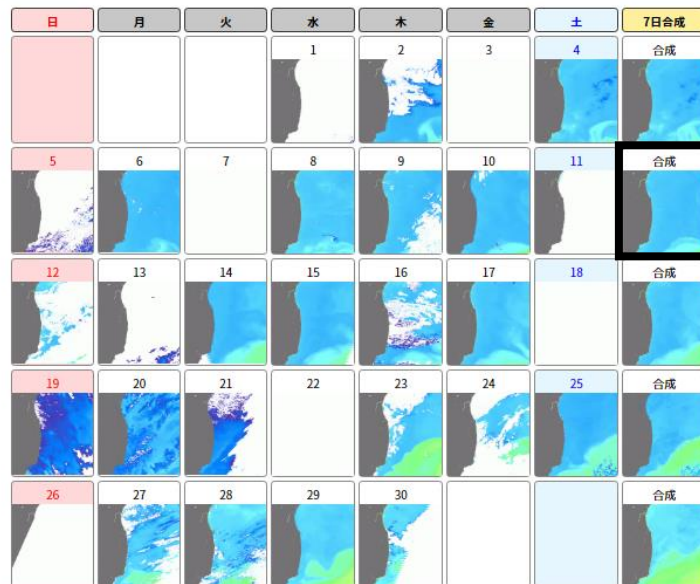 日 月 火 水 木 金 土 7日合成
1 2 3 4 合成
5 6 7 8 9 10 11 合成
12 13 14 15 16 17 18 合成
19 20 21 22 23 24 25 合成
26 27 28 29 30 合成